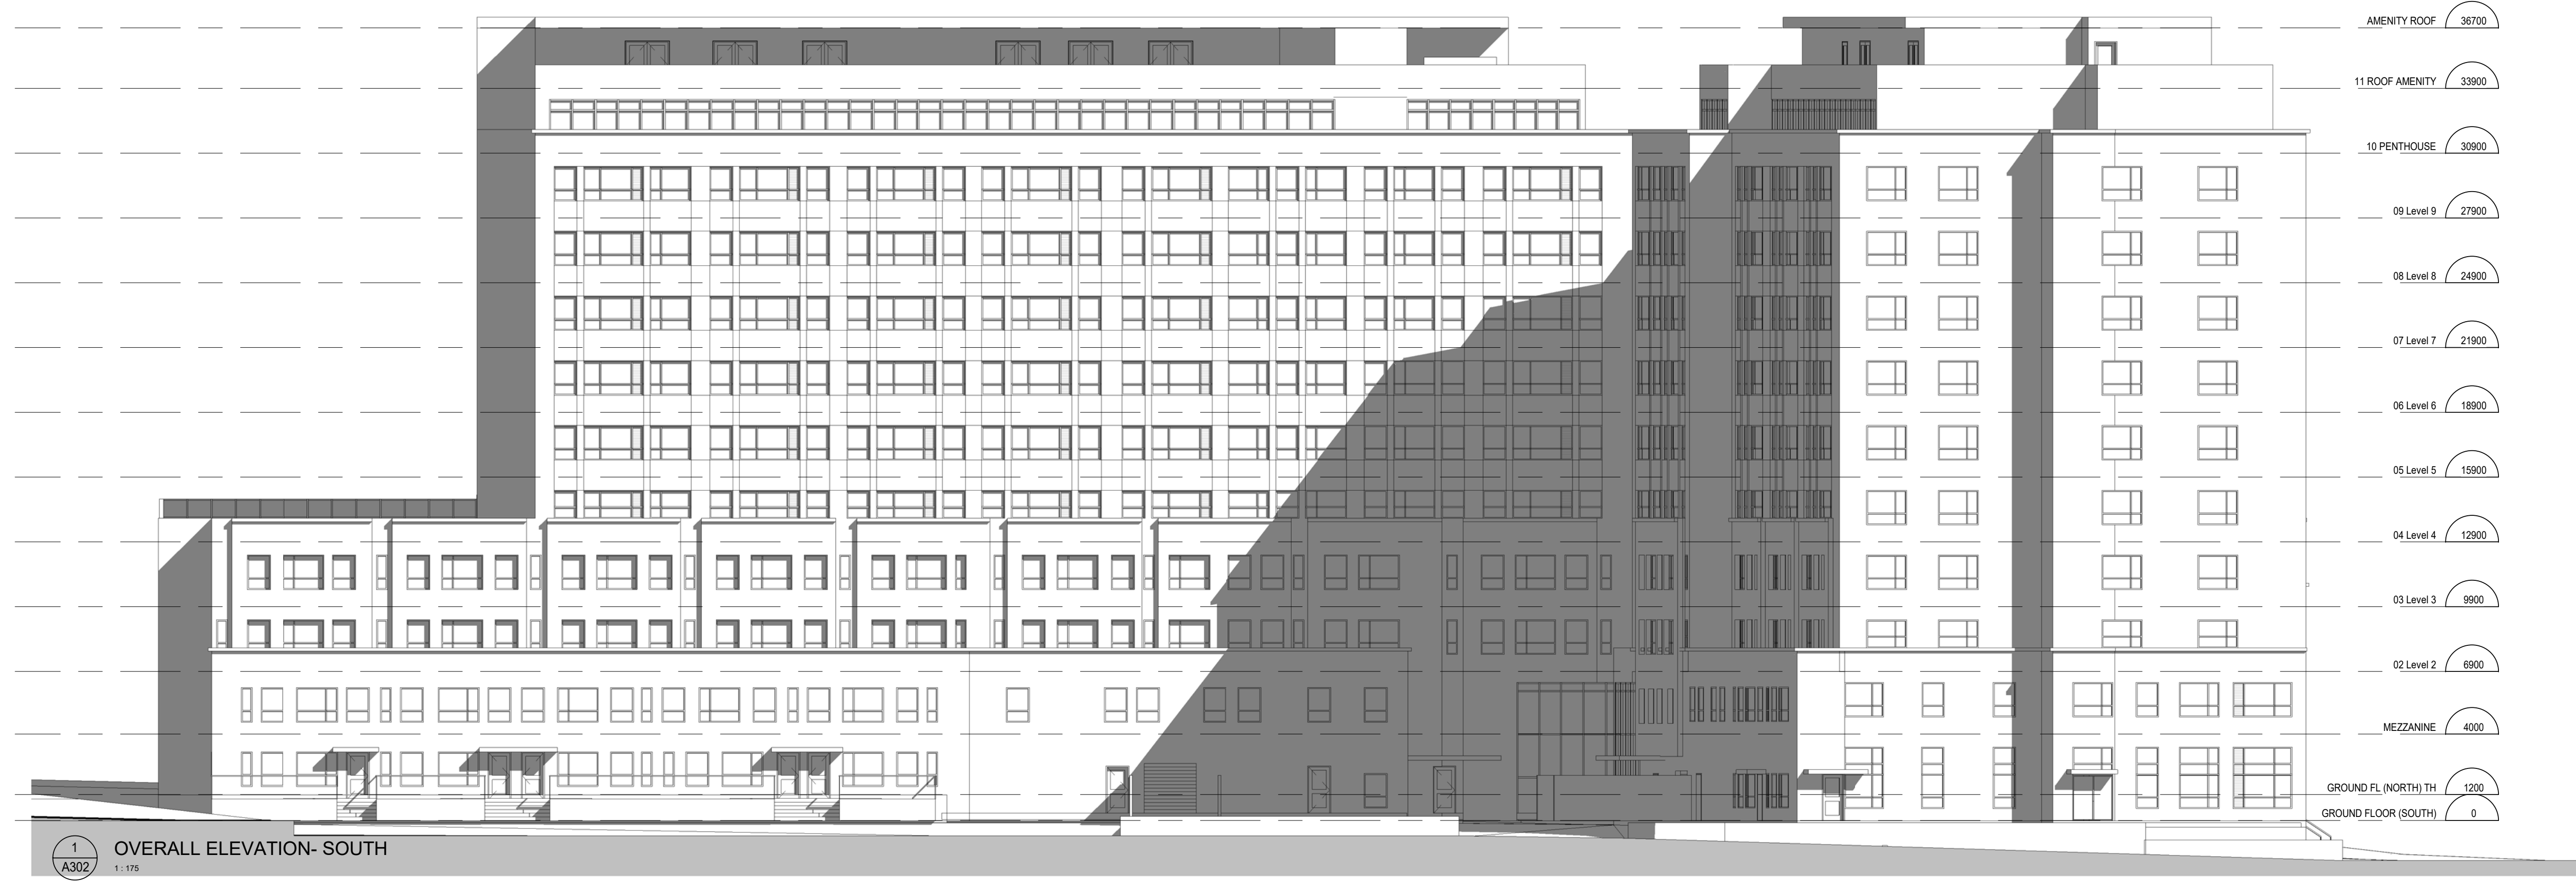 AMENITY ROOF 36700
11 ROOF AMENITY 33900
10 PENTHOUSE 30900
09 Level 9 27900
08 Level 8 24900
07 Level 7 21900
06 Level 6 18900
05 Level 5 15900
04 Level 4 12900
03 Level 3 9900
02 Level 2 6900
MEZZANINE 4000
GROUND FL (NORTH) TH 1200
GROUND FLOOR (SOUTH) 0
1
A302
OVERALL ELEVATION- SOUTH
1 : 175